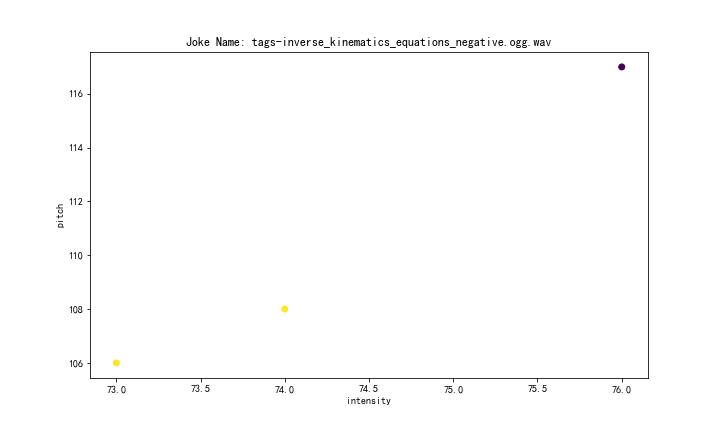 Joke Name: tags-inverse_kinematics_equations_negative.ogg.wav
116
114
112
110
108
106
pitch
73.0 73.5 74.0 74.5 75.0 75.5 76.0
intensity